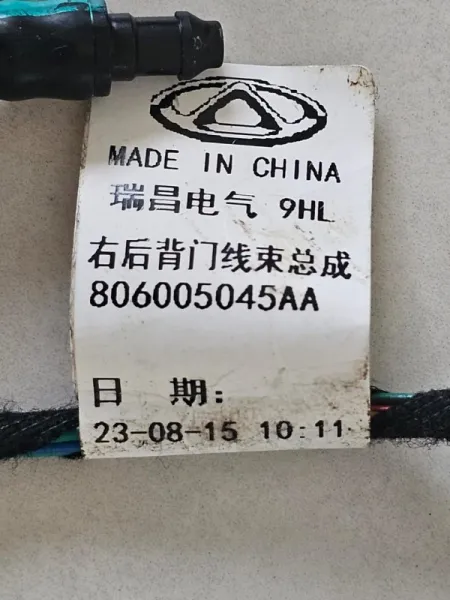 MADE IN CHINA
瑞昌电气 9HL
右后背门线束总成
806005045AA
日 期:
23-08-15 10:11